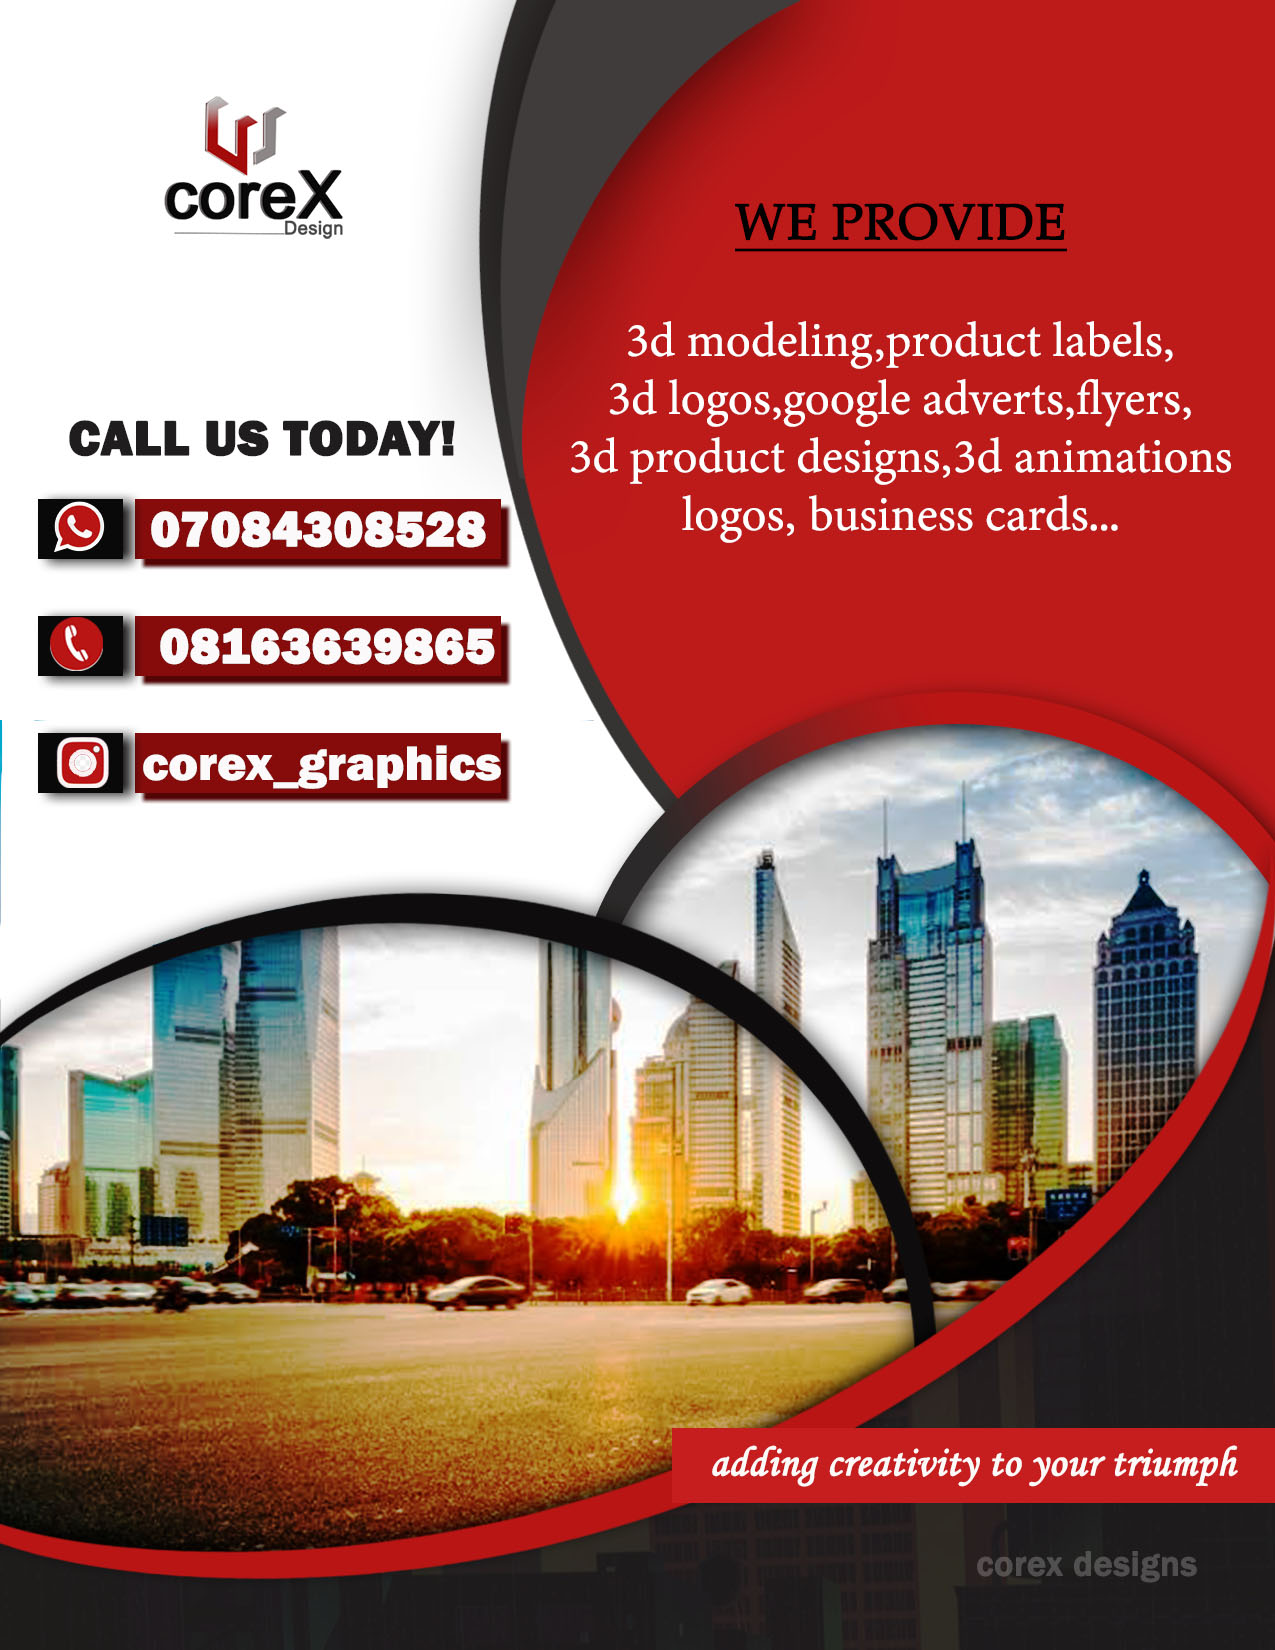 coreX
Design
CALL US TODAY!
07084308528
08163639865
corex_graphics
WE PROVIDE
3d modeling,product labels,
3d logos,google adverts,flyers,
3d product designs,3d animations
logos, business cards...
adding creativity to your triumph
corex designs